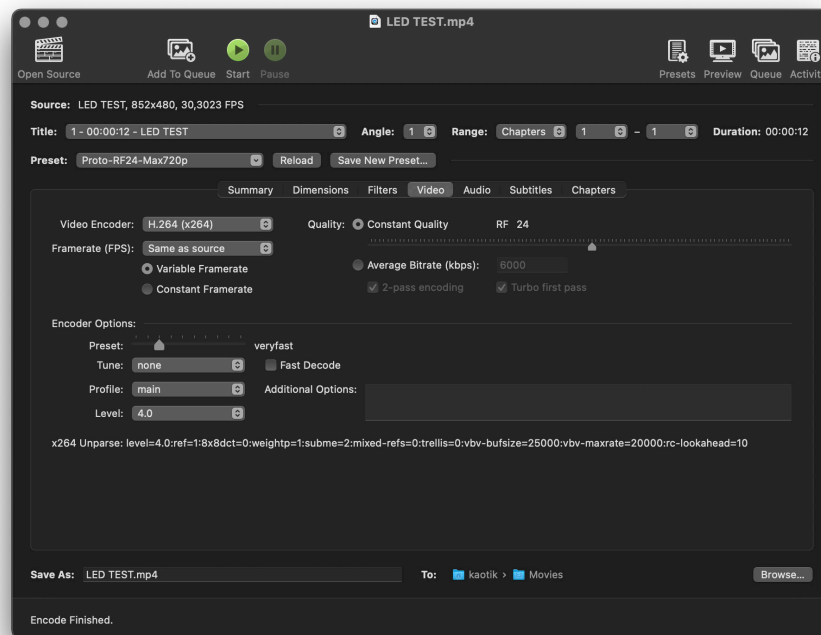 LED TEST.mp4
Open Source Add To Queue Start Pause Presets Preview Queue Activit
Source: LED TEST, 852x480, 30,3023 FPS
Title: 1 - 00:00:12 - LED TEST Angle: 1 Range: Chapters 1 – 1 Duration: 00:00:12
Preset: Proto-RF24-Max720p Reload Save New Preset...
Summary Dimensions Filters Video Audio Subtitles Chapters
Video Encoder: H.264 (x264) Quality: Constant Quality RF 24
Framerate (FPS): Same as source
Variable Framerate Average Bitrate (kbps): 6000
Constant Framerate 2-pass encoding Turbo first pass
Encoder Options:
Preset: veryfast
Tune: none Fast Decode
Profile: main Additional Options:
Level: 4.0
x264 Unparse: level=4.0:ref=1:8x8dct=0:weightp=1:subme=2:mixed-refs=0:trellis=0:vbv-bufsize=25000:vbv-maxrate=20000:rc-lookahead=10
Save As: LED TEST.mp4 To: kaotik › Movies Browse...
Encode Finished.